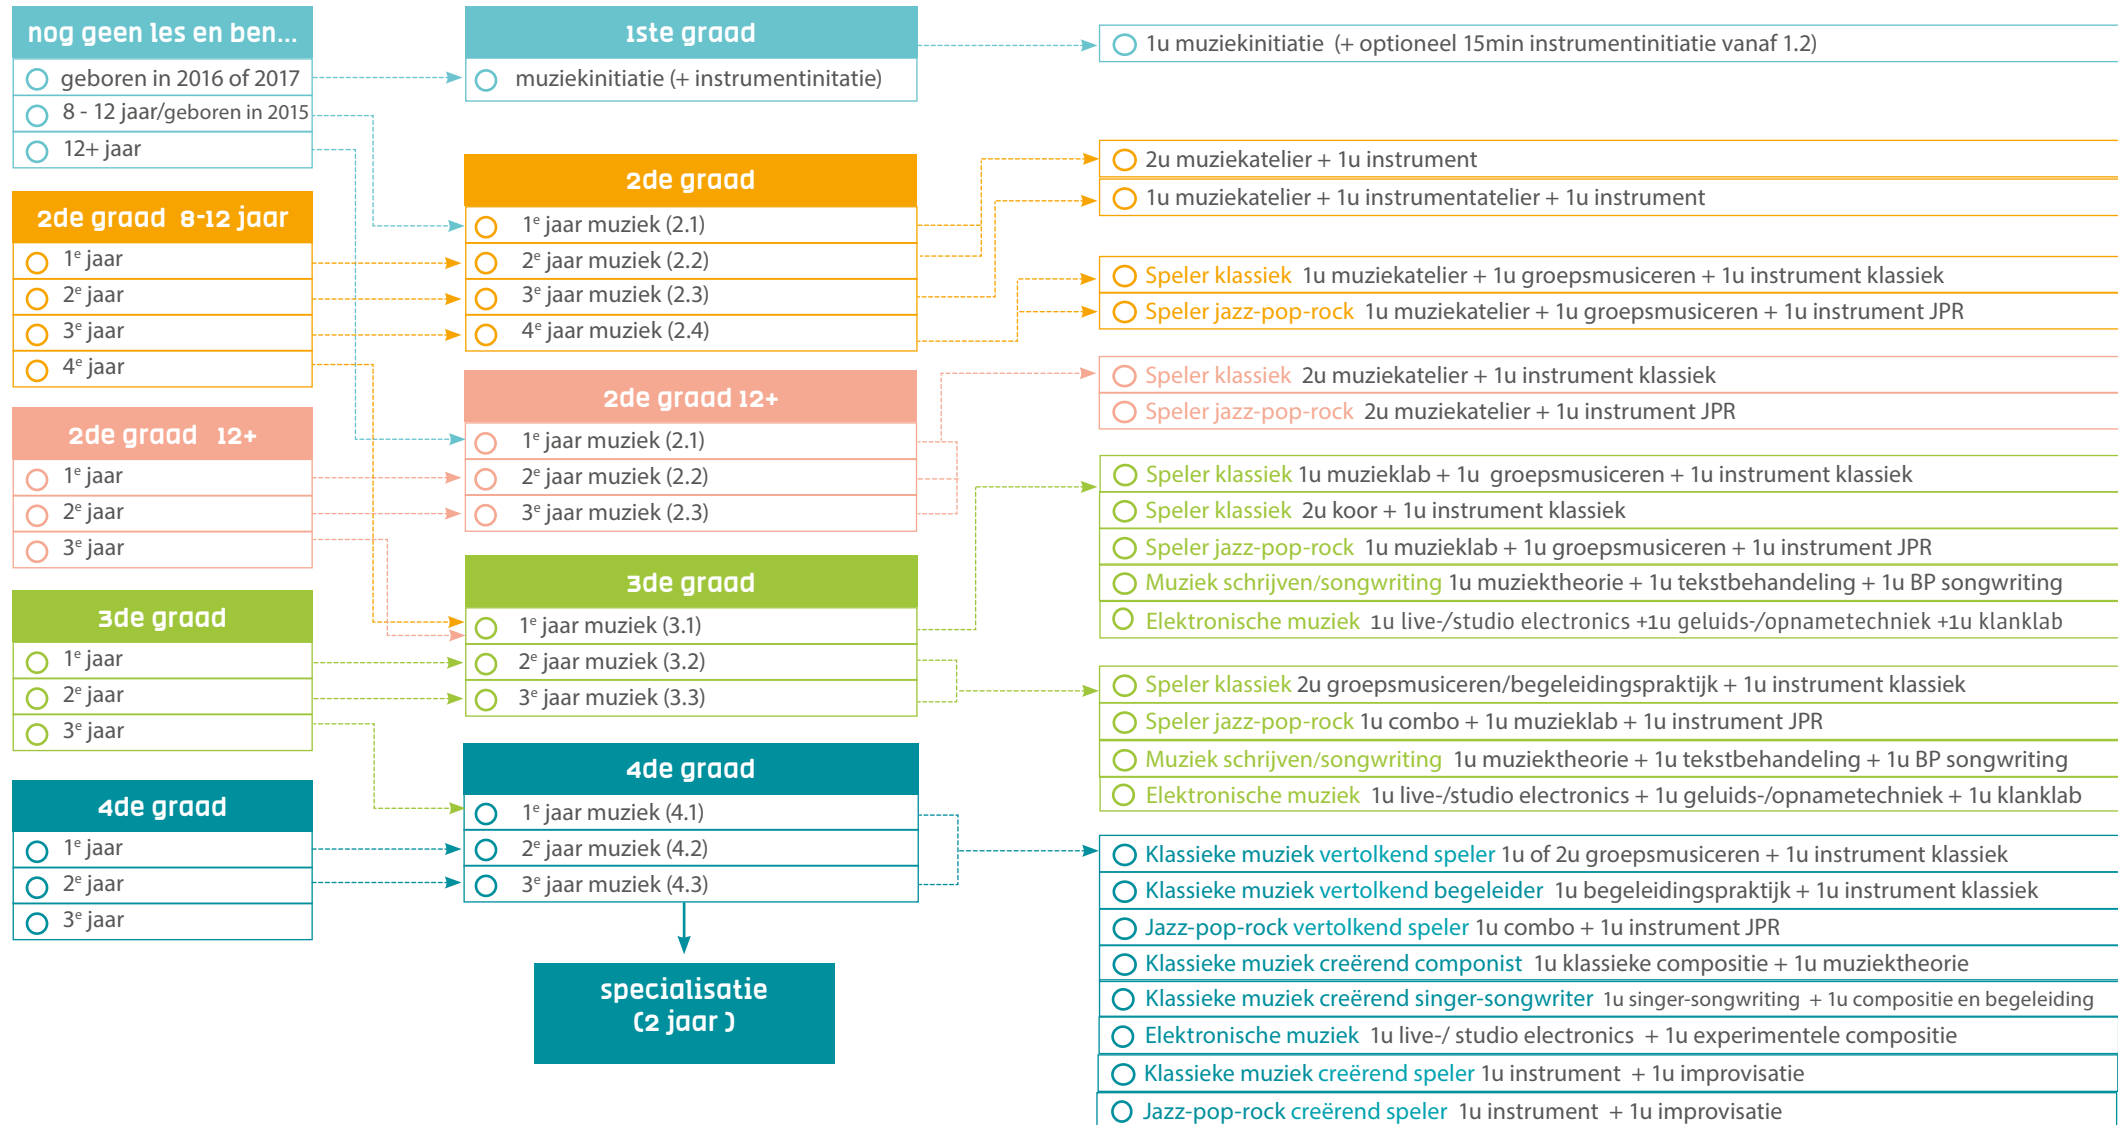 nog geen les en ben...
geboren in 2016 of 2017
8 - 12 jaar/geboren in 2015
12+ jaar
2de graad 8-12 jaar
1e jaar
2e jaar
3e jaar
4e jaar
2de graad 12+
1e jaar
2e jaar
3e jaar
3de graad
1e jaar
2e jaar
3e jaar
4de graad
1e jaar
2e jaar
3e jaar
1ste graad
muziekinitiatie (+ instrumentinitatie)
2de graad
1e jaar muziek (2.1)
2e jaar muziek (2.2)
3e jaar muziek (2.3)
4e jaar muziek (2.4)
2de graad 12+
1e jaar muziek (2.1)
2e jaar muziek (2.2)
3e jaar muziek (2.3)
3de graad
1e jaar muziek (3.1)
2e jaar muziek (3.2)
3e jaar muziek (3.3)
4de graad
1e jaar muziek (4.1)
2e jaar muziek (4.2)
3e jaar muziek (4.3)
specialisatie
(2 jaar )
1u muziekinitiatie (+ optioneel 15min instrumentinitiatie vanaf 1.2)
2u muziekatelier + 1u instrument
1u muziekatelier + 1u instrumentatelier + 1u instrument
Speler klassiek 1u muziekatelier + 1u groepsmusiceren + 1u instrument klassiek
Speler jazz-pop-rock 1u muziekatelier + 1u groepsmusiceren + 1u instrument JPR
Speler klassiek 2u muziekatelier + 1u instrument klassiek
Speler jazz-pop-rock 2u muziekatelier + 1u instrument JPR
Speler klassiek 1u muzieklab + 1u groepsmusiceren + 1u instrument klassiek
Speler klassiek 2u koor + 1u instrument klassiek
Speler jazz-pop-rock 1u muzieklab + 1u groepsmusiceren + 1u instrument JPR
Muziek schrijven/songwriting 1u muziektheorie + 1u tekstbehandeling + 1u BP songwriting
Elektronische muziek 1u live-/studio electronics +1u geluids-/opnametechniek +1u klanklab
Speler klassiek 2u groepsmusiceren/begeleidingspraktijk + 1u instrument klassiek
Speler jazz-pop-rock 1u combo + 1u muzieklab + 1u instrument JPR
Muziek schrijven/songwriting 1u muziektheorie + 1u tekstbehandeling + 1u BP songwriting
Elektronische muziek 1u live-/studio electronics + 1u geluids-/opnametechniek + 1u klanklab
Klassieke muziek vertolkend speler 1u of 2u groepsmusiceren + 1u instrument klassiek
Klassieke muziek vertolkend begeleider 1u begeleidingspraktijk + 1u instrument klassiek
Jazz-pop-rock vertolkend speler 1u combo + 1u instrument JPR
Klassieke muziek creërend componist 1u klassieke compositie + 1u muziektheorie
Klassieke muziek creërend singer-songwriter 1u singer-songwriting + 1u compositie en begeleiding
Elektronische muziek 1u live-/ studio electronics + 1u experimentele compositie
Klassieke muziek creërend speler 1u instrument + 1u improvisatie
Jazz-pop-rock creërend speler 1u instrument + 1u improvisatie